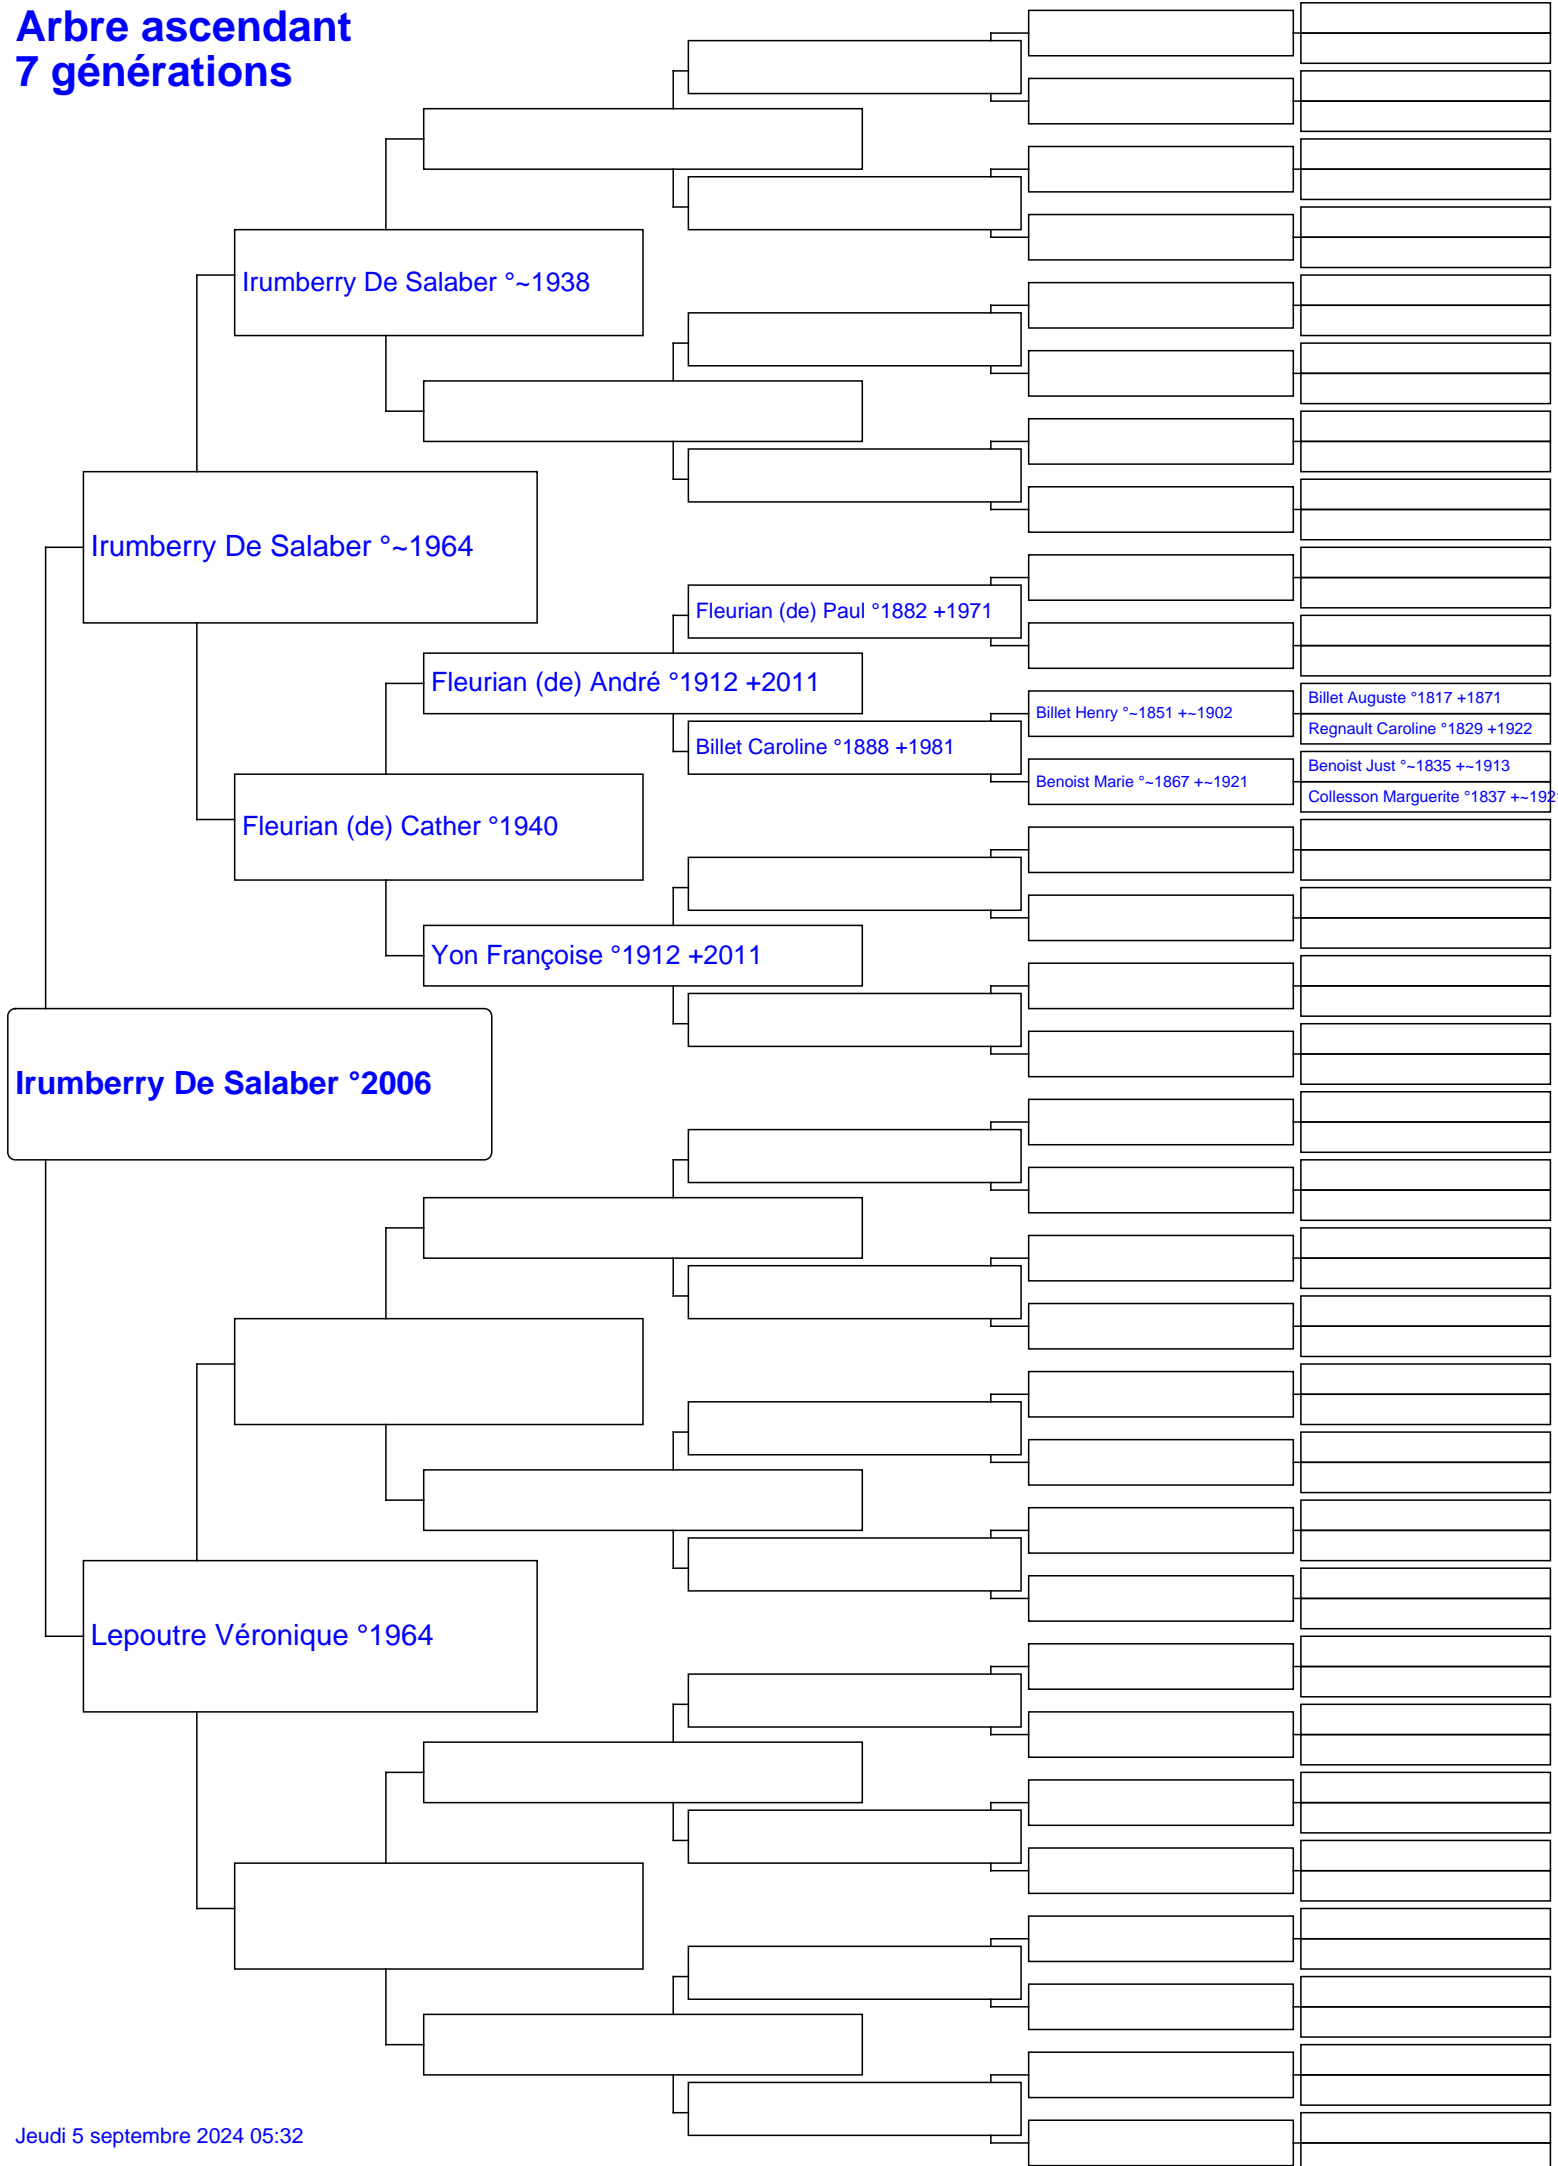 Arbre ascendant
7 générations
Irumberry De Salaber °~1938
Irumberry De Salaber °~1964
Fleurian (de) Paul °1882 +1971
Fleurian (de) André °1912 +2011
Billet Auguste °1817 +1871
Billet Henry °~1851 +~1902
Regnault Caroline °1829 +1922
Billet Caroline °1888 +1981
Benoist Just °~1835 +~1913
Benoist Marie °~1867 +~1921
Collesson Marguerite °1837 +~1921
Fleurian (de) Cather °1940
Yon Françoise °1912 +2011
Irumberry De Salaber °2006
Lepoutre Véronique °1964
Jeudi 5 septembre 2024 05:32